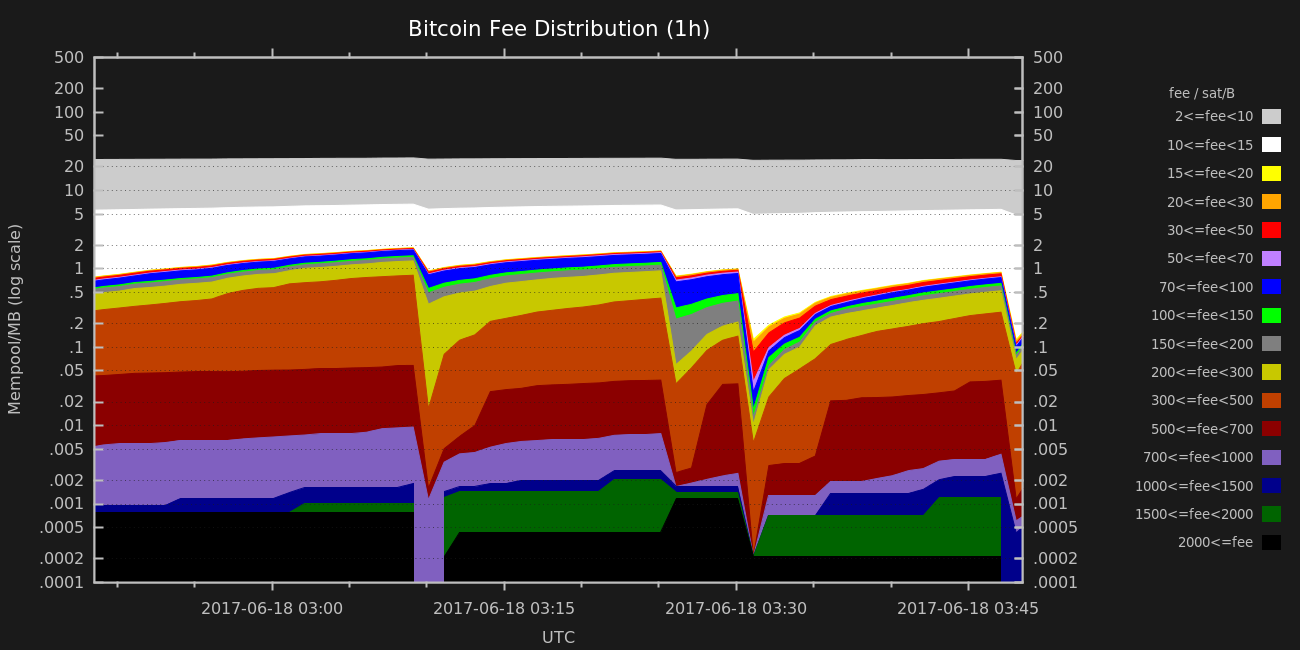 Bitcoin Fee Distribution (1h)
Mempool/MB (log scale)
500
200
100
50
20
10
5
2
1
.5
.2
.1
.05
.02
.01
.005
.002
.001
.0005
.0002
.0001
500
200
100
50
20
10
5
2
1
.5
.2
.1
.05
.02
.01
.005
.002
.001
.0005
.0002
.0001
2017-06-18 03:00 2017-06-18 03:15 2017-06-18 03:30 2017-06-18 03:45
UTC
fee / sat/B
2<=fee<10
10<=fee<15
15<=fee<20
20<=fee<30
30<=fee<50
50<=fee<70
70<=fee<100
100<=fee<150
150<=fee<200
200<=fee<300
300<=fee<500
500<=fee<700
700<=fee<1000
1000<=fee<1500
1500<=fee<2000
2000<=fee